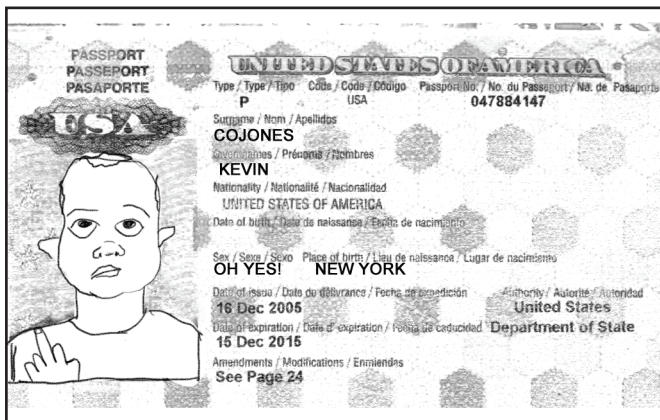 PASSPORT
PASSEPORT
PASAPORTE
USA
UNITED STATES OF AMERICA
Type / Type / Tipo Code / Code / Código Passport No. / No. du Passeport / No. de Pasaporte
P USA 047884147
Surname / Nom / Apellidos
COJONES
Given names / Prénoms / Nombres
KEVIN
Nationality / Nationalité / Nacionalidad
UNITED STATES OF AMERICA
Date of birth / Date de naissance / Fecha de nacimiento
Sex / Sexe / Sexo Place of birth / Lieu de naissance / Lugar de nacimiento
OH YES! NEW YORK
Date of issue / Date de délivrance / Fecha de expedición Authority / Autorité / Autoridad
16 Dec 2005 United States
Date of expiration / Date d' expiration / Fecha de caducidad Department of State
15 Dec 2015
Amendments / Modifications / Enmiendas
See Page 24